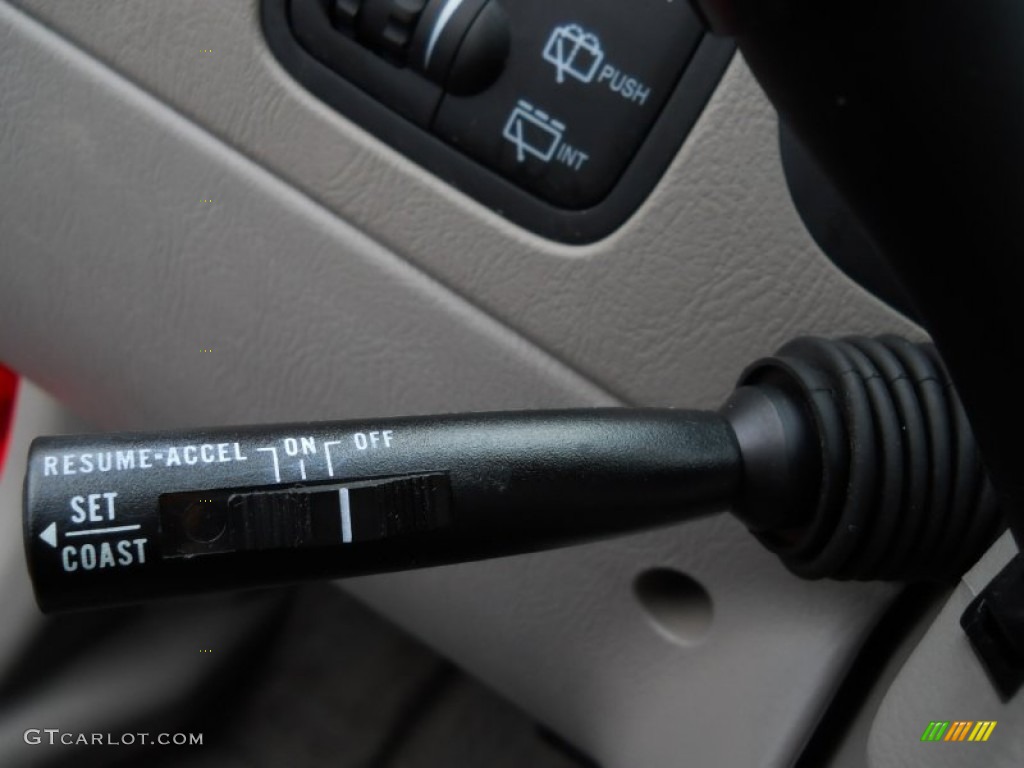 PUSH
INT
RESUME-ACCEL ON OFF
SET
COAST
GTCARLOT.COM